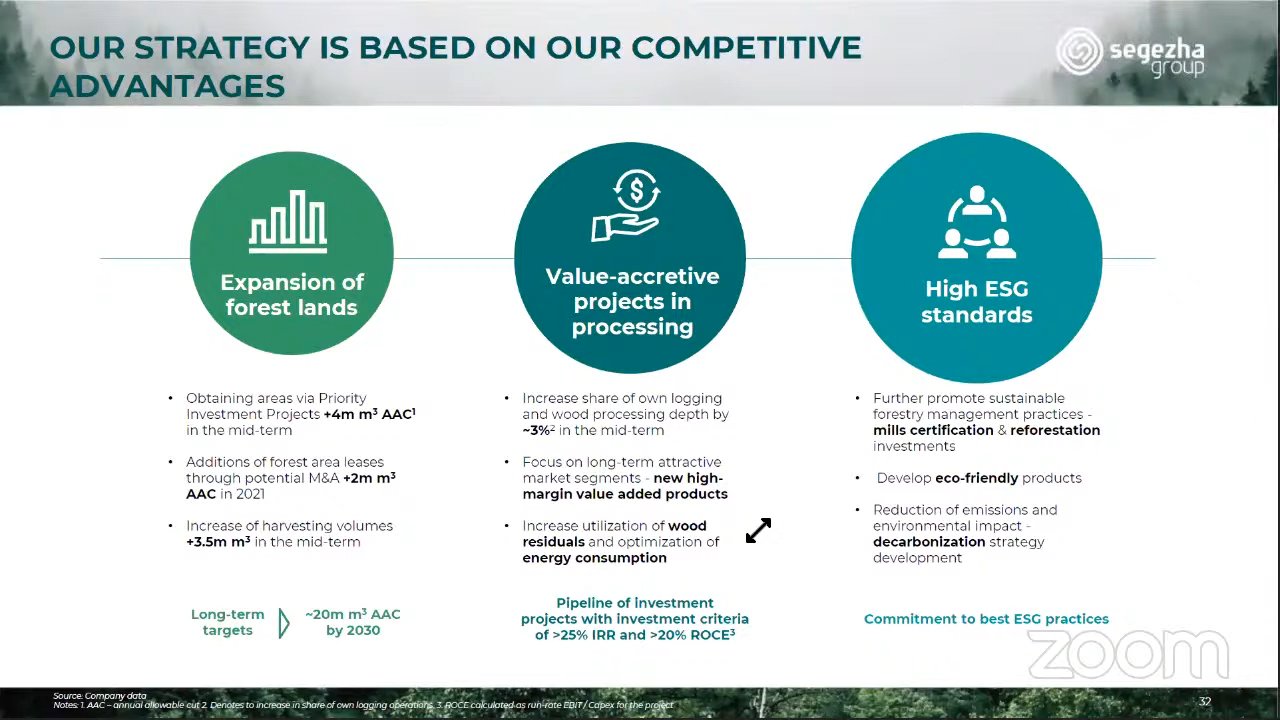 OUR STRATEGY IS BASED ON OUR COMPETITIVE
ADVANTAGES
segezha
group
Expansion of
forest lands
• Obtaining areas via Priority
Investment Projects +4m m³ AAC¹
in the mid-term
• Additions of forest area leases
through potential M&A +2m m³
AAC in 2021
• Increase of harvesting volumes
+3.5m m³ in the mid-term
Long-term
targets
~20m m³ AAC
by 2030
$
Value-accretive
projects in
processing
• Increase share of own logging
and wood processing depth by
~3%² in the mid-term
• Focus on long-term attractive
market segments - new high-
margin value added products
• Increase utilization of wood
residuals and optimization of
energy consumption
Pipeline of investment
projects with investment criteria
of >25% IRR and >20% ROCE³
High ESG
standards
• Further promote sustainable
forestry management practices -
mills certification & reforestation
investments
• Develop eco-friendly products
• Reduction of emissions and
environmental impact -
decarbonization strategy
development
Commitment to best ESG practices
zoom
Source: Company data
Notes: 1. AAC – annual allowable cut 2. Denotes to increase in share of own logging operations. 3. ROCE calculated as run-rate EBIT / Capex for the project
32